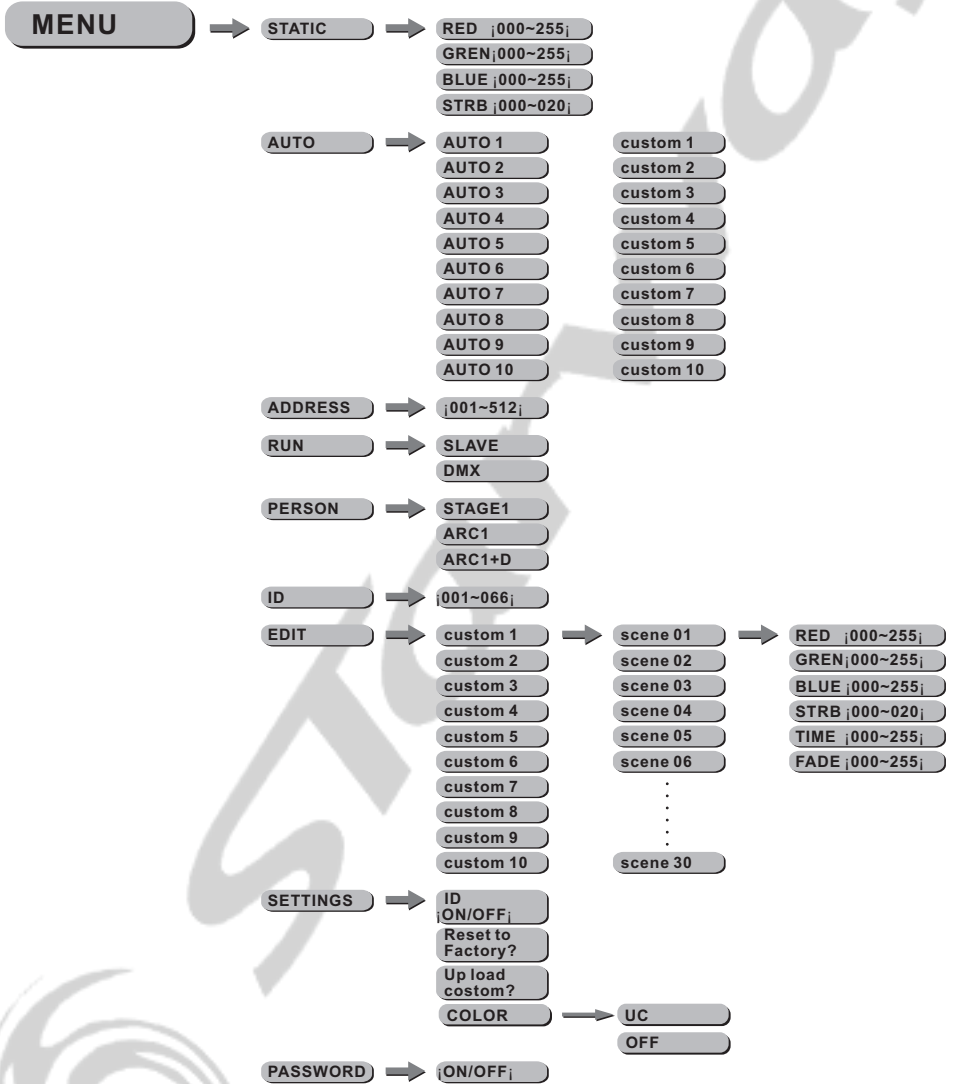 MENU
STATIC
RED ¡000~255¡
GREN¡000~255¡
BLUE ¡000~255¡
STRB ¡000~020¡
AUTO
AUTO 1
AUTO 2
AUTO 3
AUTO 4
AUTO 5
AUTO 6
AUTO 7
AUTO 8
AUTO 9
AUTO 10
custom 1
custom 2
custom 3
custom 4
custom 5
custom 6
custom 7
custom 8
custom 9
custom 10
ADDRESS
¡001~512¡
RUN
SLAVE
DMX
PERSON
STAGE1
ARC1
ARC1+D
ID
¡001~066¡
EDIT
custom 1
custom 2
custom 3
custom 4
custom 5
custom 6
custom 7
custom 8
custom 9
custom 10
scene 01
scene 02
scene 03
scene 04
scene 05
scene 06
scene 30
RED ¡000~255¡
GREN¡000~255¡
BLUE ¡000~255¡
STRB ¡000~020¡
TIME ¡000~255¡
FADE ¡000~255¡
SETTINGS
ID
¡ON/OFF¡
Reset to
Factory?
Up load
costom?
COLOR
UC
OFF
PASSWORD
¡ON/OFF¡